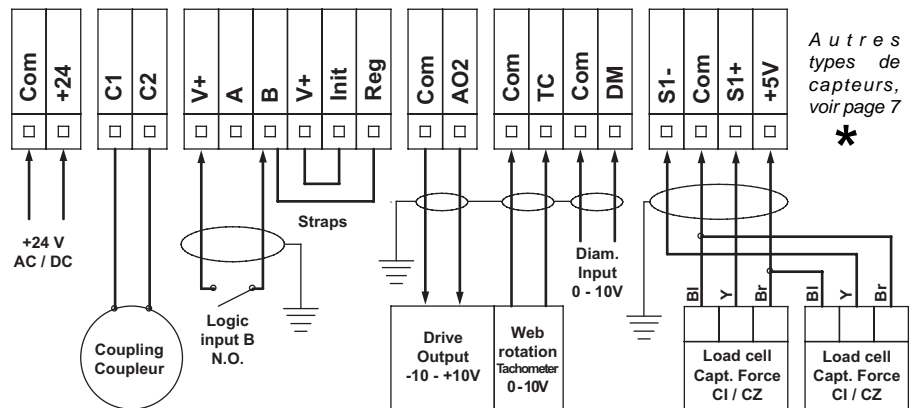 Com
+24
C1
C2
V+
A
B
V+
Init
Reg
Com
AO2
Com
TC
Com
DM
S1-
Com
S1+
+5V
Autres
types de
capteurs,
voir page 7
*
+24 V
AC / DC
Straps
Diam.
Input
0 - 10V
Logic
input B
N.O.
Coupling
Coupleur
Drive
Output
-10 - +10V
Web
rotation
Tachometer
0 - 10V
Bl
Y
Br
Bl
Y
Br
Load cell
Capt. Force
CI / CZ
Load cell
Capt. Force
CI / CZ